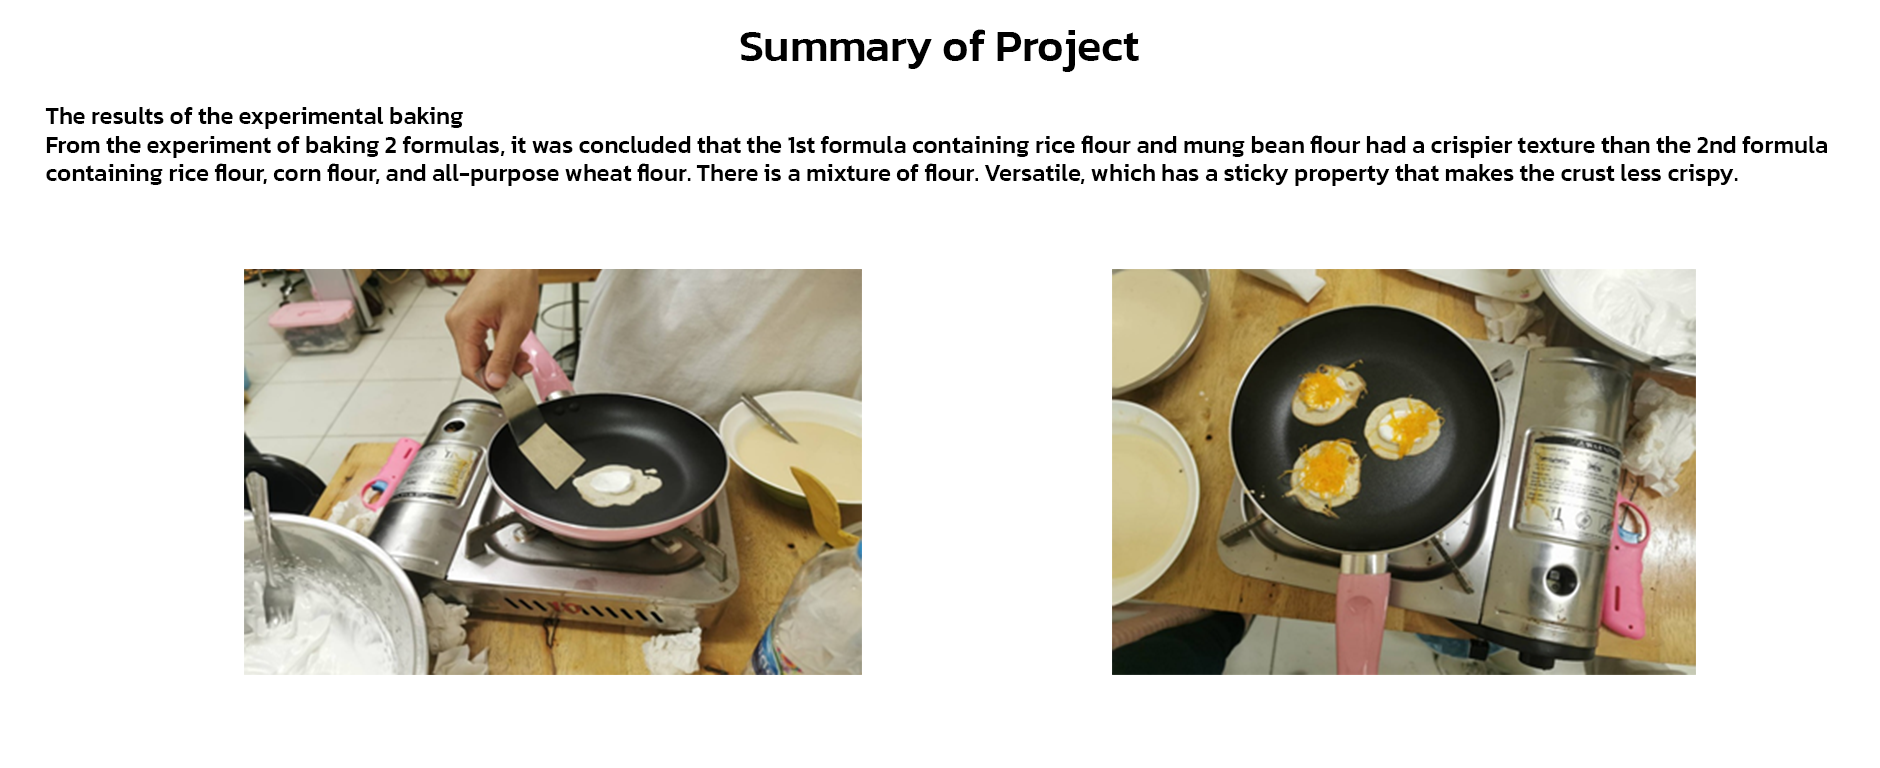 Summary of Project
The results of the experimental baking
From the experiment of baking 2 formulas, it was concluded that the 1st formula containing rice flour and mung bean flour had a crispier texture than the 2nd formula
containing rice flour, corn flour, and all-purpose wheat flour. There is a mixture of flour. Versatile, which has a sticky property that makes the crust less crispy.